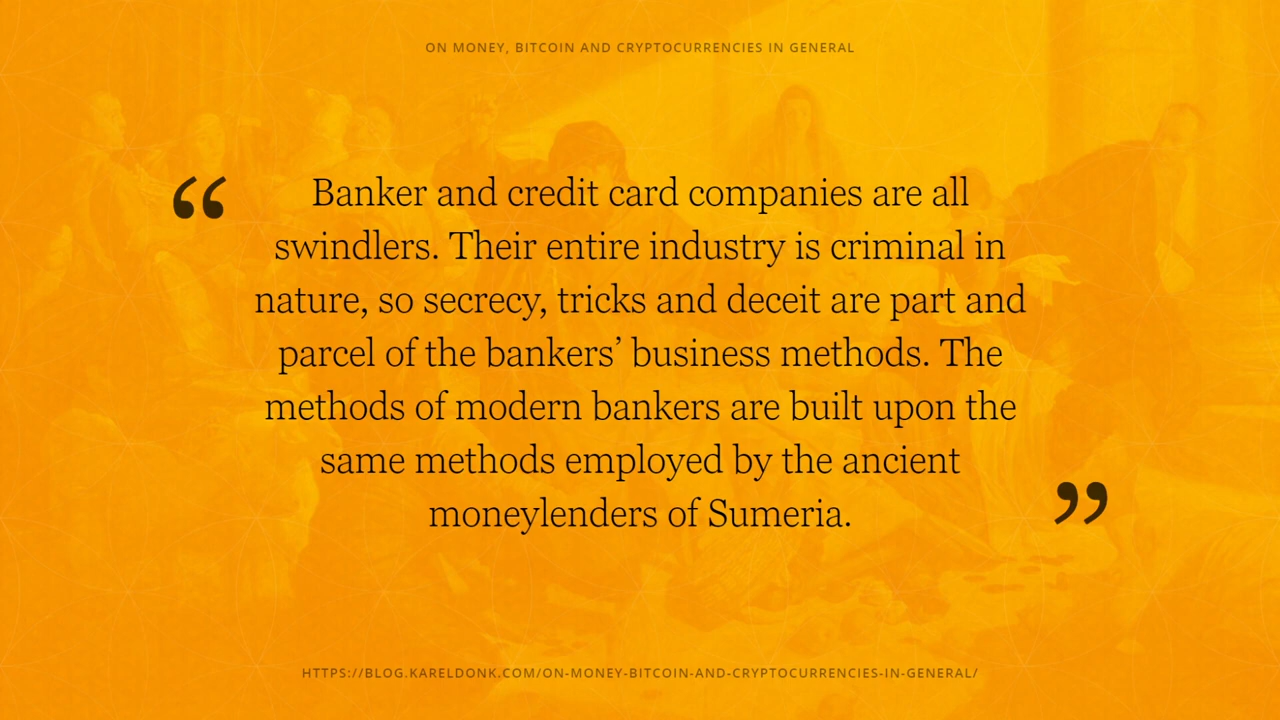 ON MONEY, BITCOIN AND CRYPTOCURRENCIES IN GENERAL
“ Banker and credit card companies are all
swindlers. Their entire industry is criminal in
nature, so secrecy, tricks and deceit are part and
parcel of the bankers’ business methods. The
methods of modern bankers are built upon the
same methods employed by the ancient
moneylenders of Sumeria. ”
HTTPS://BLOG.KARELDONK.COM/ON-MONEY-BITCOIN-AND-CRYPTOCURRENCIES-IN-GENERAL/